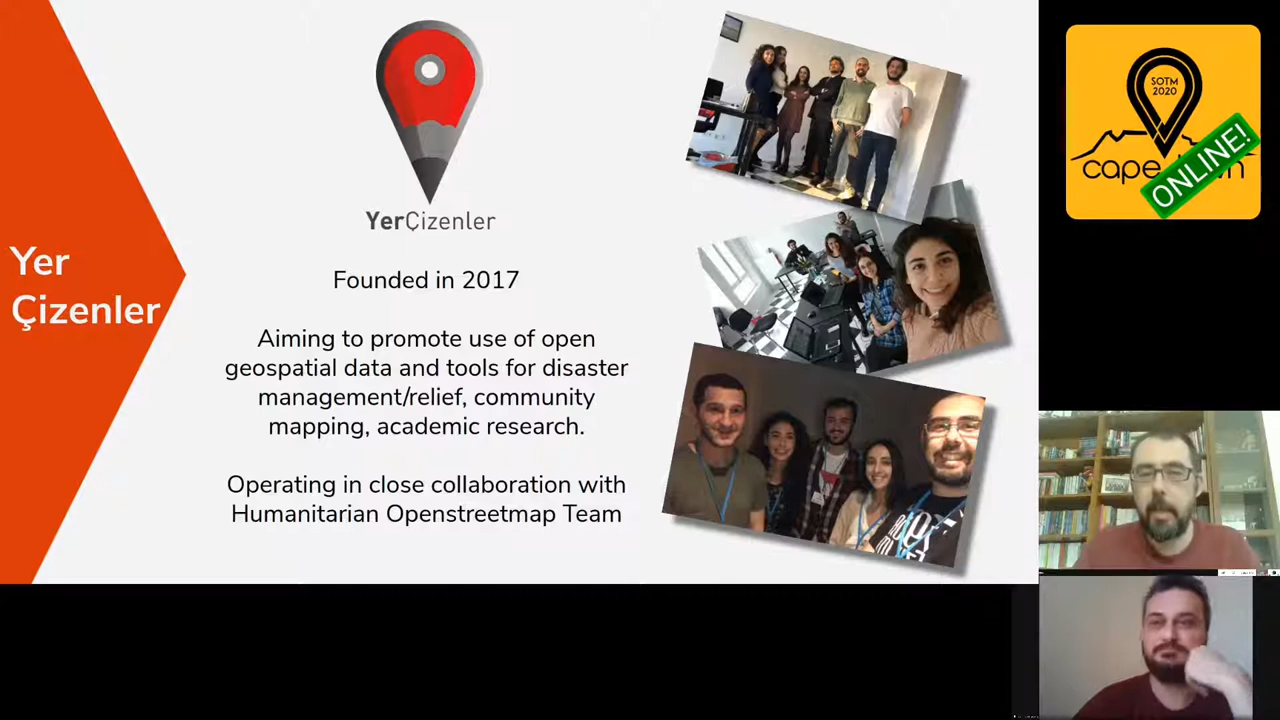 Yer
Çizenler
YerÇizenler
Founded in 2017
Aiming to promote use of open
geospatial data and tools for disaster
management/relief, community
mapping, academic research.
Operating in close collaboration with
Humanitarian Openstreetmap Team
SOTM
2020
cape
ONLINE!